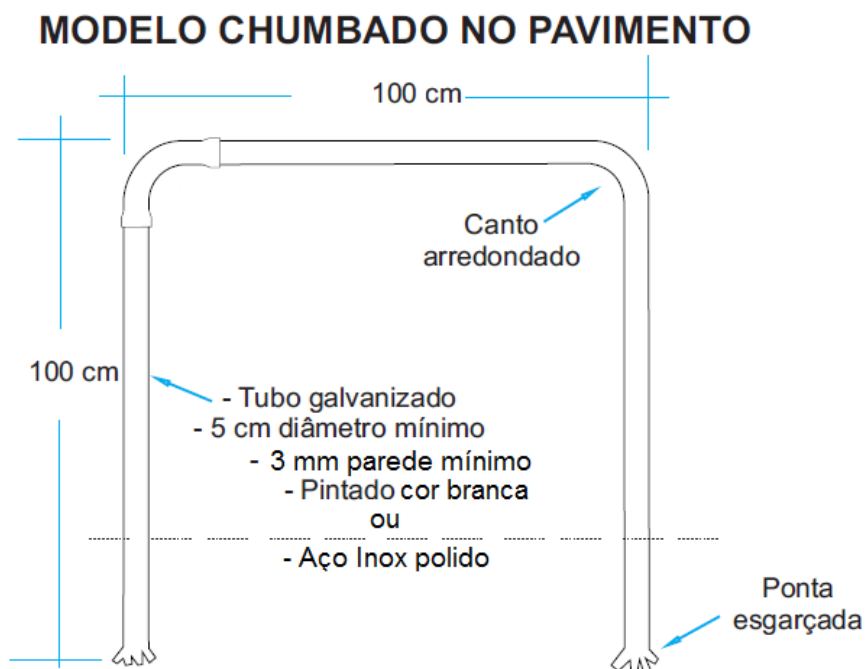 MODELO CHUMBADO NO PAVIMENTO
100 cm
Canto
arredondado
100 cm
- Tubo galvanizado
- 5 cm diâmetro mínimo
- 3 mm parede mínimo
- Pintado cor branca
ou
- Aço Inox polido
Ponta
esgarçada